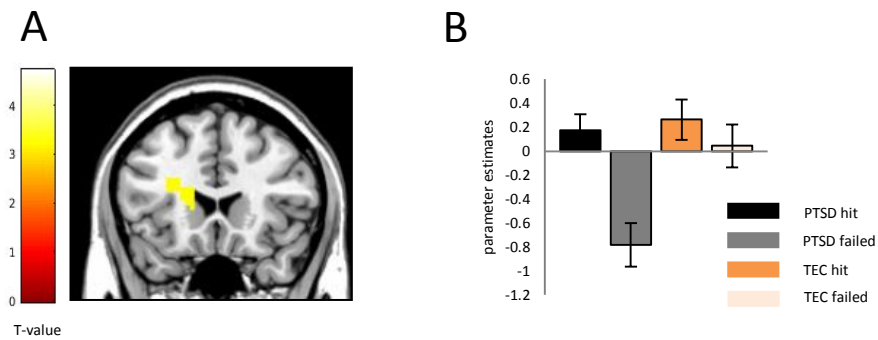 A
4
3
2
1
0
T-value
B
parameter estimates
0.6
0.4
0.2
0
-0.2
-0.4
-0.6
-0.8
-1
-1.2
PTSD hit
PTSD failed
TEC hit
TEC failed